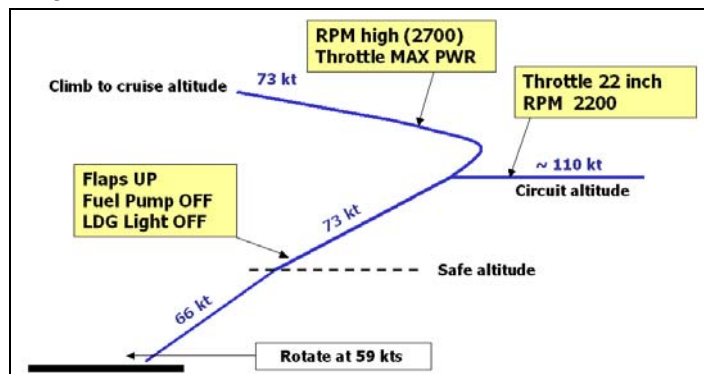 RPM high (2700)
Throttle MAX PWR
73 kt
Climb to cruise altitude
Throttle 22 inch
RPM 2200
~ 110 kt
Circuit altitude
Flaps UP
Fuel Pump OFF
LDG Light OFF
73 kt
Safe altitude
66 kt
Rotate at 59 kts